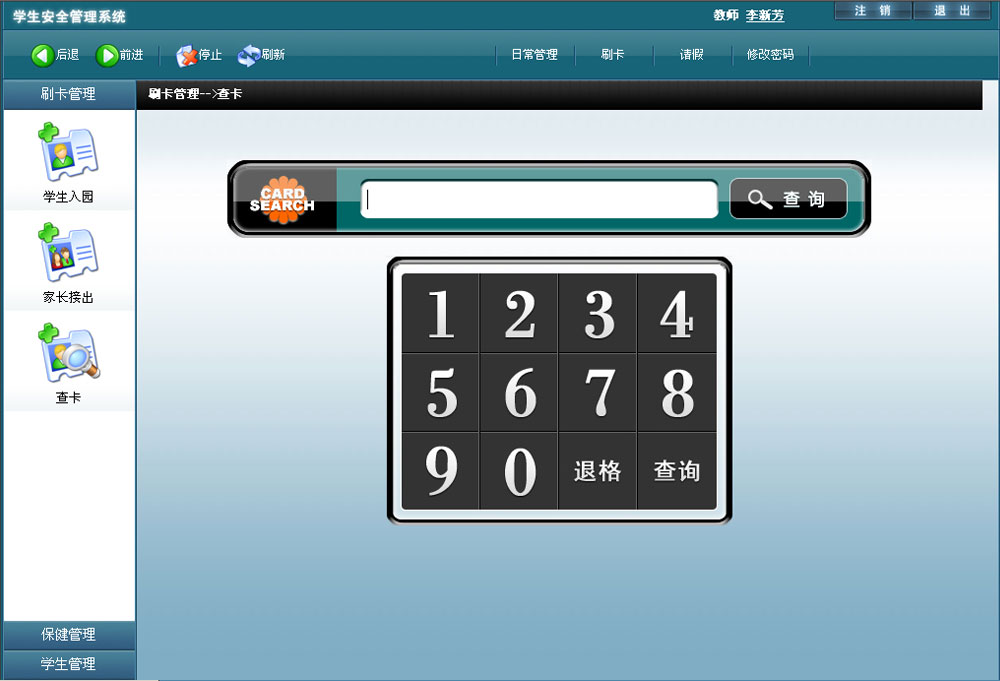 学生安全管理系统
教师 李新芳
注 销
退 出
后退
前进
停止
刷新
日常管理
刷卡
请假
修改密码
刷卡管理
刷卡管理-->查卡
学生入园
家长接出
查卡
CARD
SEARCH
查 询
1 2 3 4
5 6 7 8
9 0 退格 查询
保健管理
学生管理